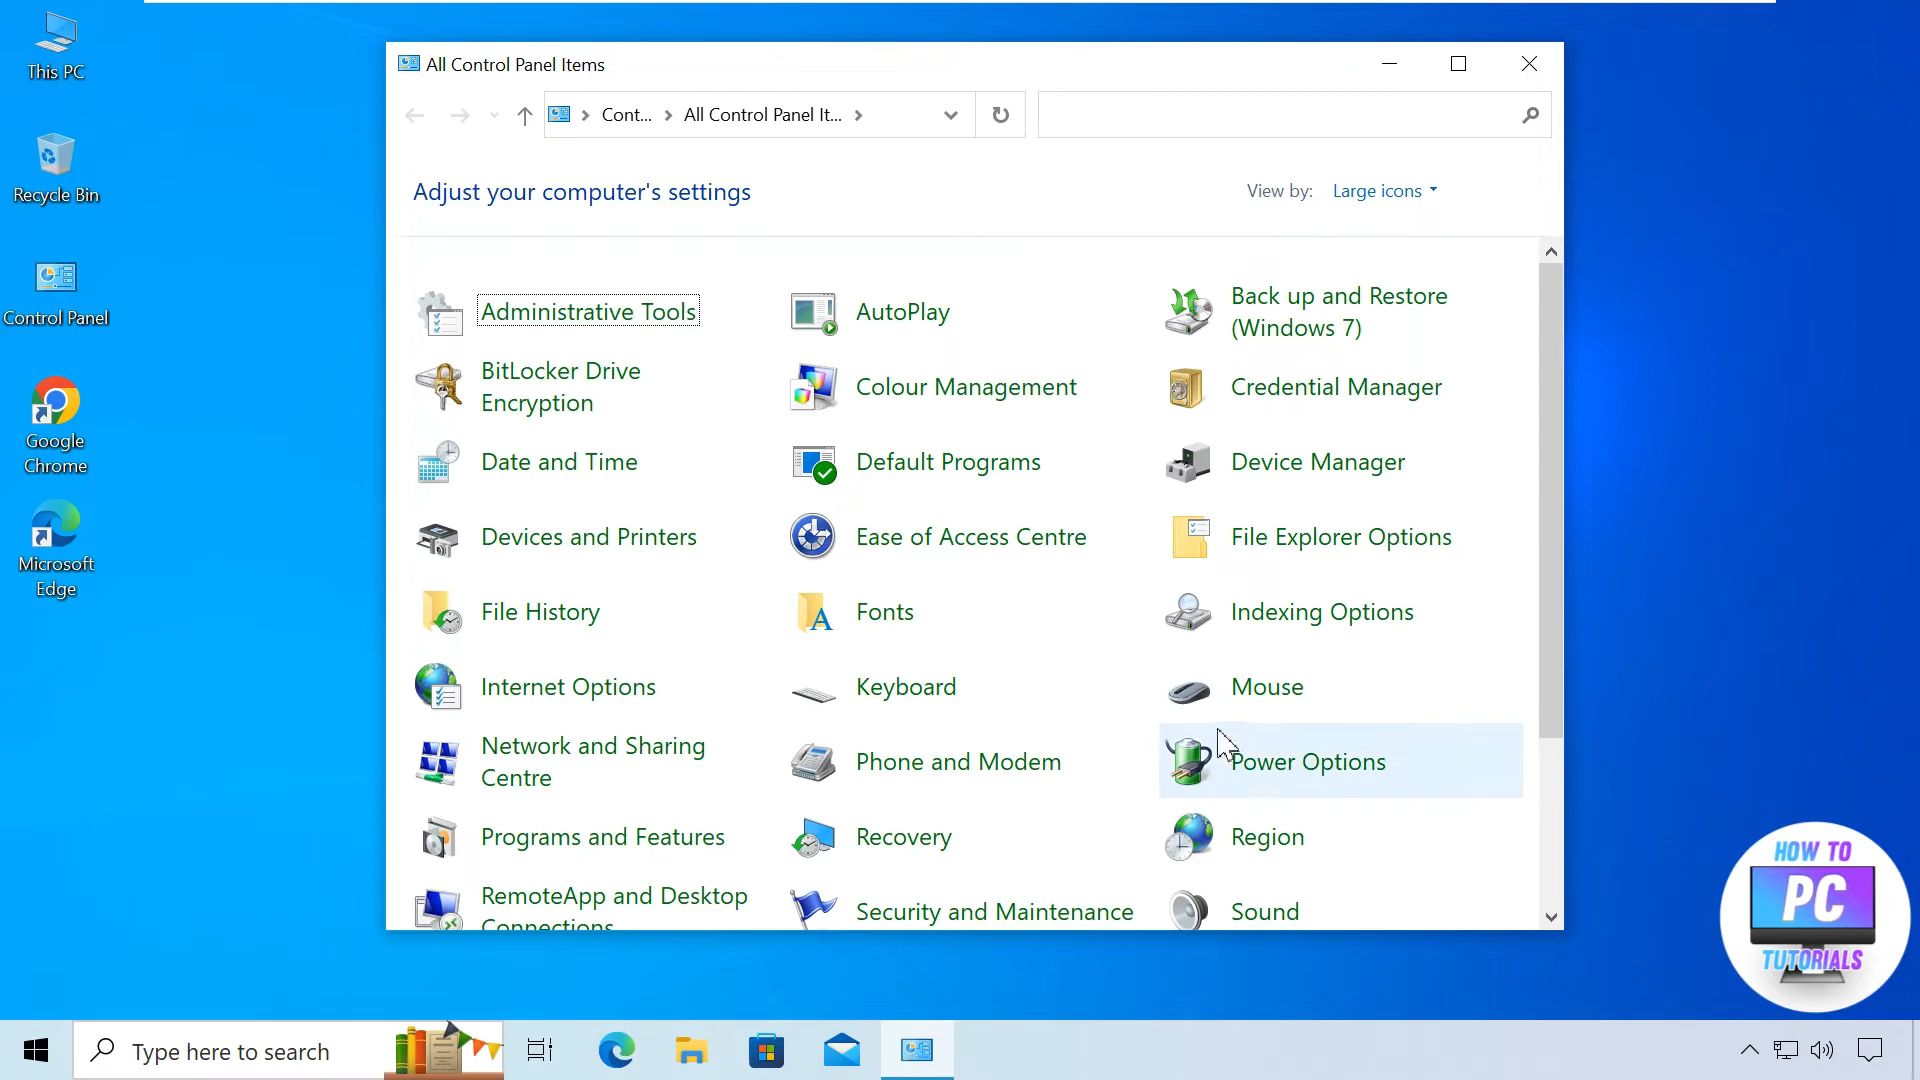 This PC
Recycle Bin
Control Panel
Google
Chrome
Microsoft
Edge
All Control Panel Items
Cont...
All Control Panel It...
Adjust your computer's settings
View by: Large icons
Administrative Tools
AutoPlay
Back up and Restore
(Windows 7)
BitLocker Drive
Encryption
Colour Management
Credential Manager
Date and Time
Default Programs
Device Manager
Devices and Printers
Ease of Access Centre
File Explorer Options
File History
Fonts
Indexing Options
Internet Options
Keyboard
Mouse
Network and Sharing
Centre
Phone and Modem
Power Options
Programs and Features
Recovery
Region
RemoteApp and Desktop
Connections
Security and Maintenance
Sound
HOW TO
PC
TUTORIALS
Type here to search